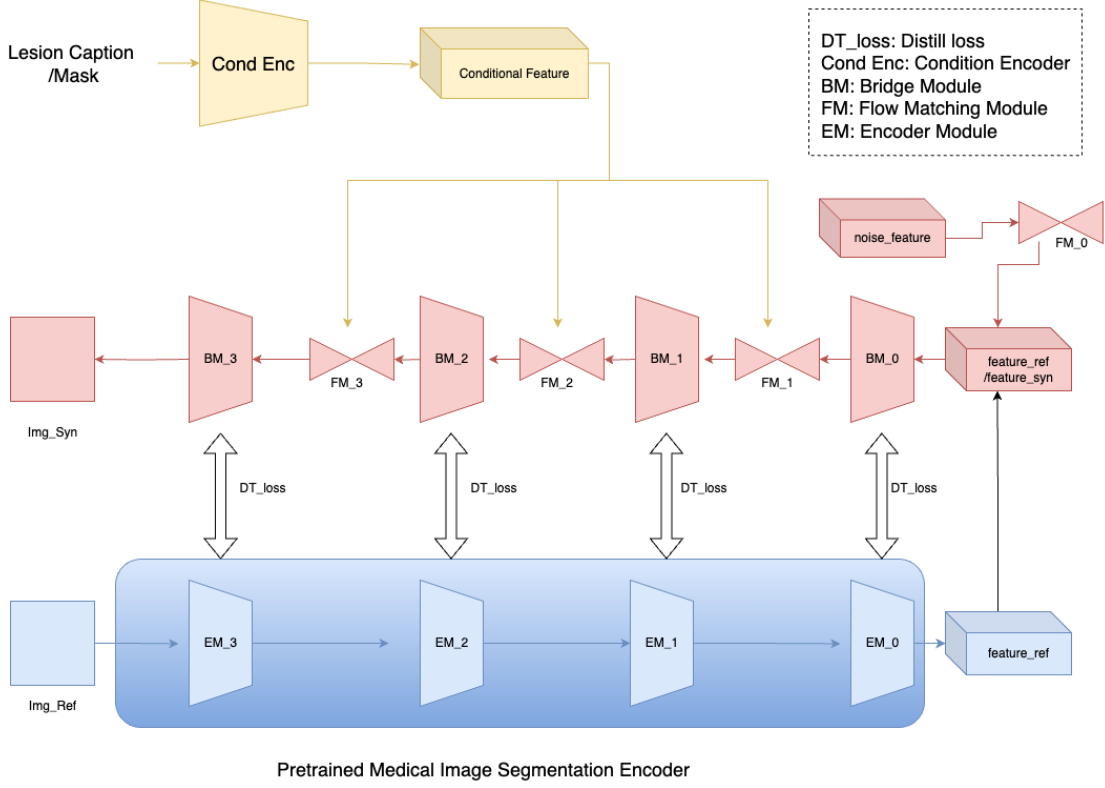 Lesion Caption
/Mask
Cond Enc
Conditional Feature
DT_loss: Distill loss
Cond Enc: Condition Encoder
BM: Bridge Module
FM: Flow Matching Module
EM: Encoder Module
noise_feature
FM_0
BM_3
FM_3
BM_2
FM_2
BM_1
FM_1
BM_0
feature_ref
/feature_syn
Img_Syn
DT_loss
DT_loss
DT_loss
DT_loss
EM_3
EM_2
EM_1
EM_0
feature_ref
Img_Ref
Pretrained Medical Image Segmentation Encoder